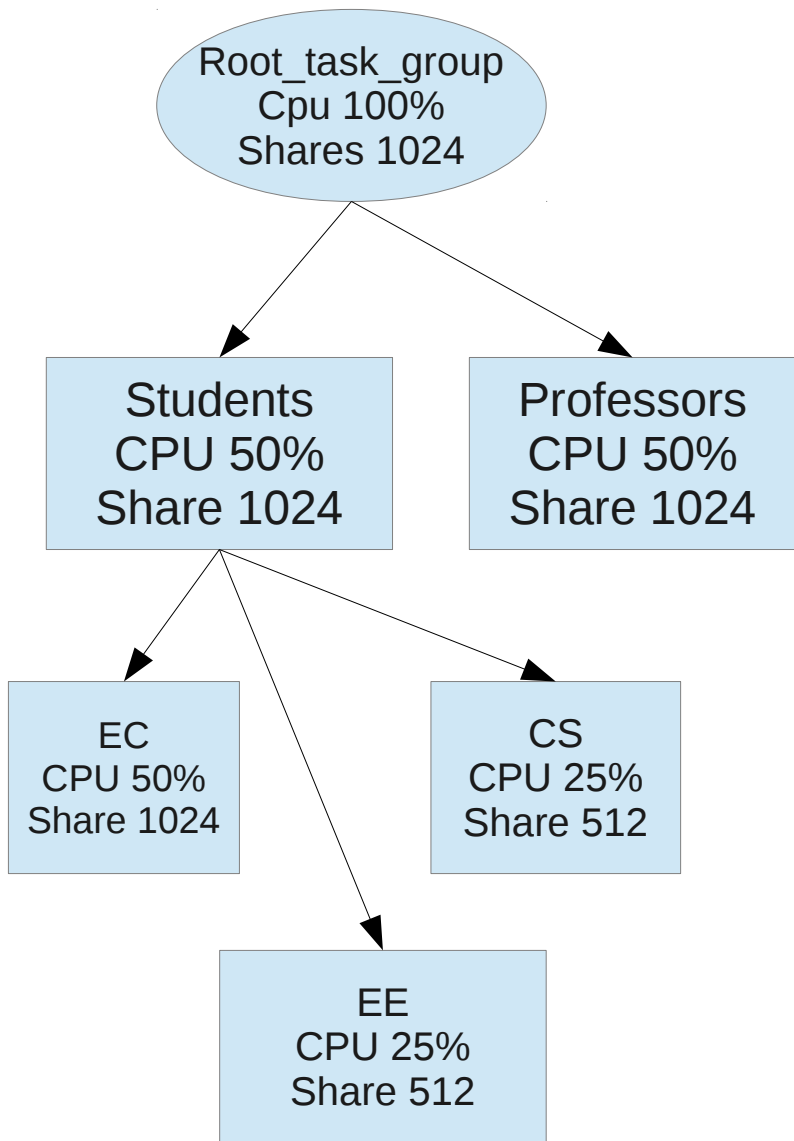 Root_task_group
Cpu 100%
Shares 1024
Students
CPU 50%
Share 1024
Professors
CPU 50%
Share 1024
EC
CPU 50%
Share 1024
CS
CPU 25%
Share 512
EE
CPU 25%
Share 512